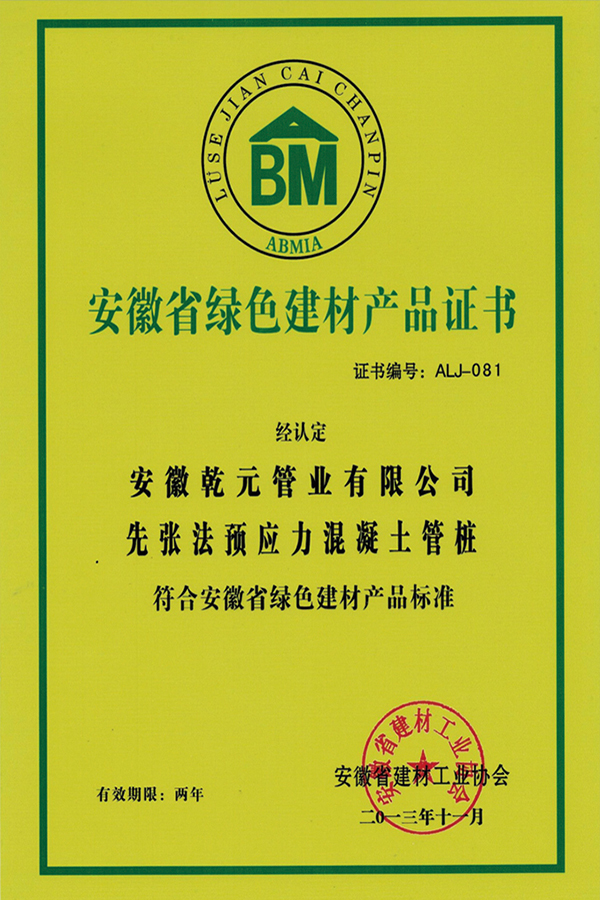 LÜSE JIAN CAI CHANPIN
ABM
ABMIA
安徽省绿色建材产品证书
证书编号：ALJ-081
经认定
安徽乾元管业有限公司
先张法预应力混凝土管桩
符合安徽省绿色建材产品标准
安徽省建材工业协会
安徽省建材工业协会
有效期限：两年
二0一三年十一月